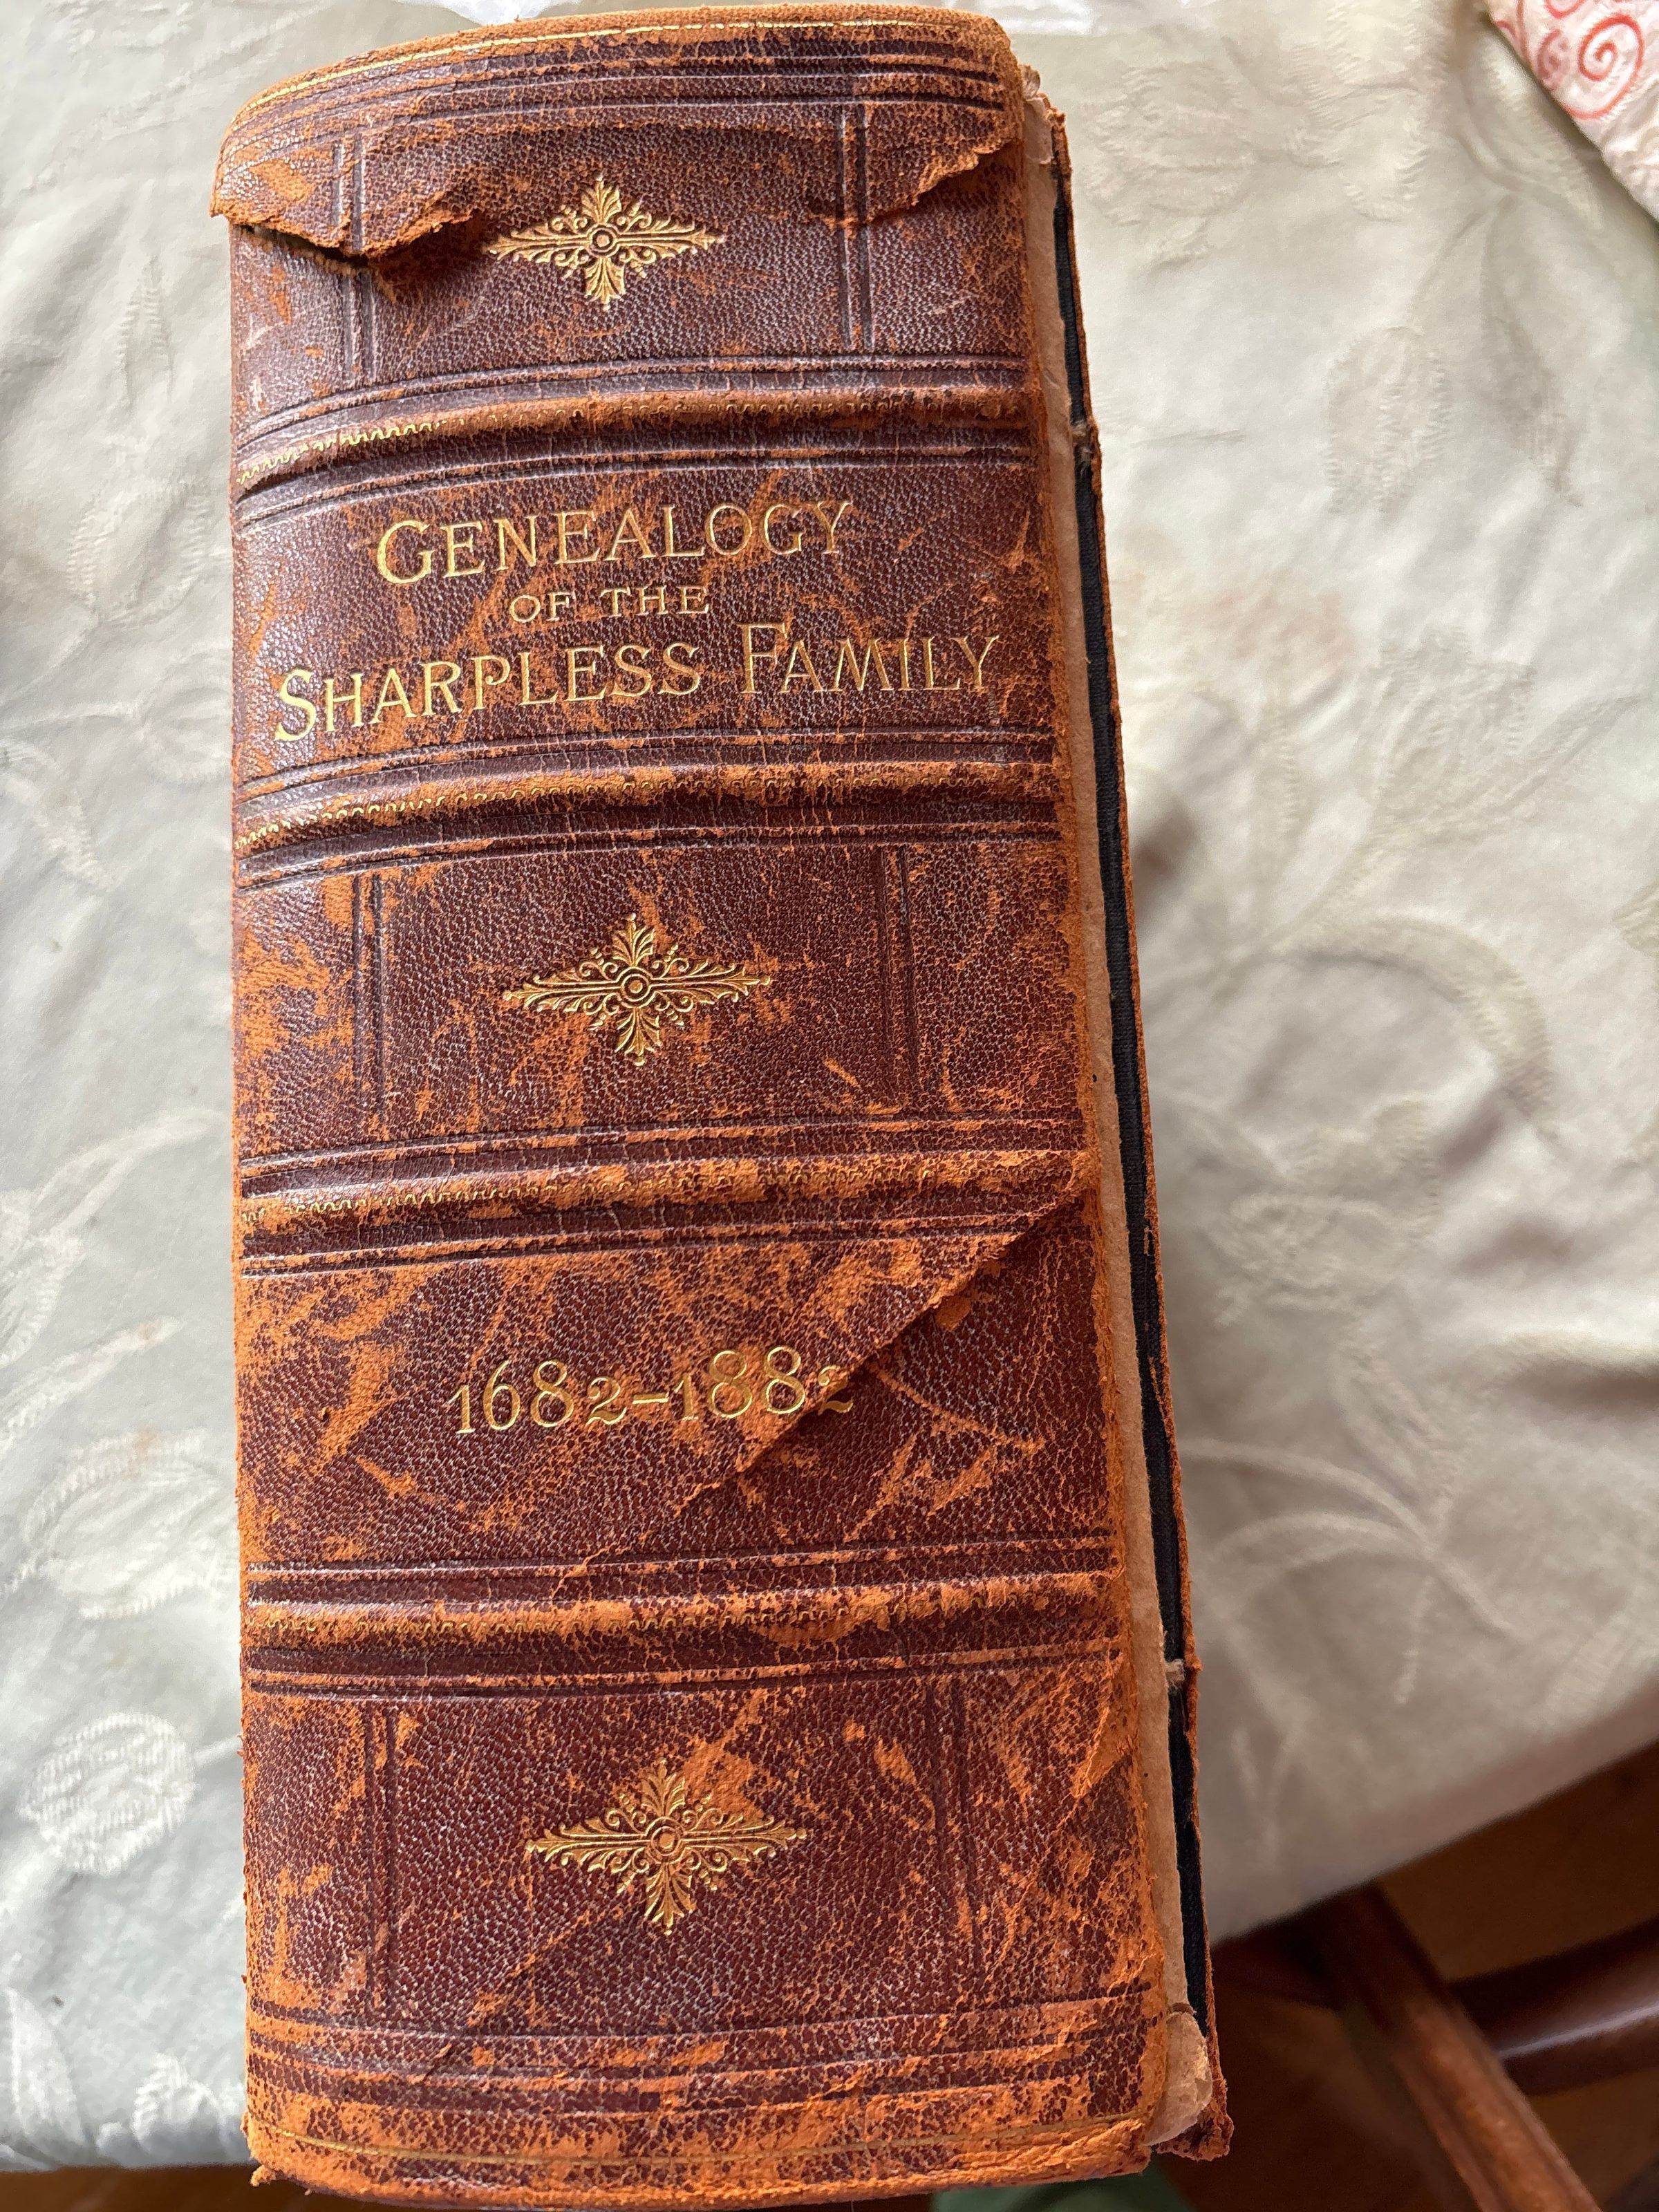 GENEALOGY
OF THE
SHARPLESS FAMILY
1682-1882